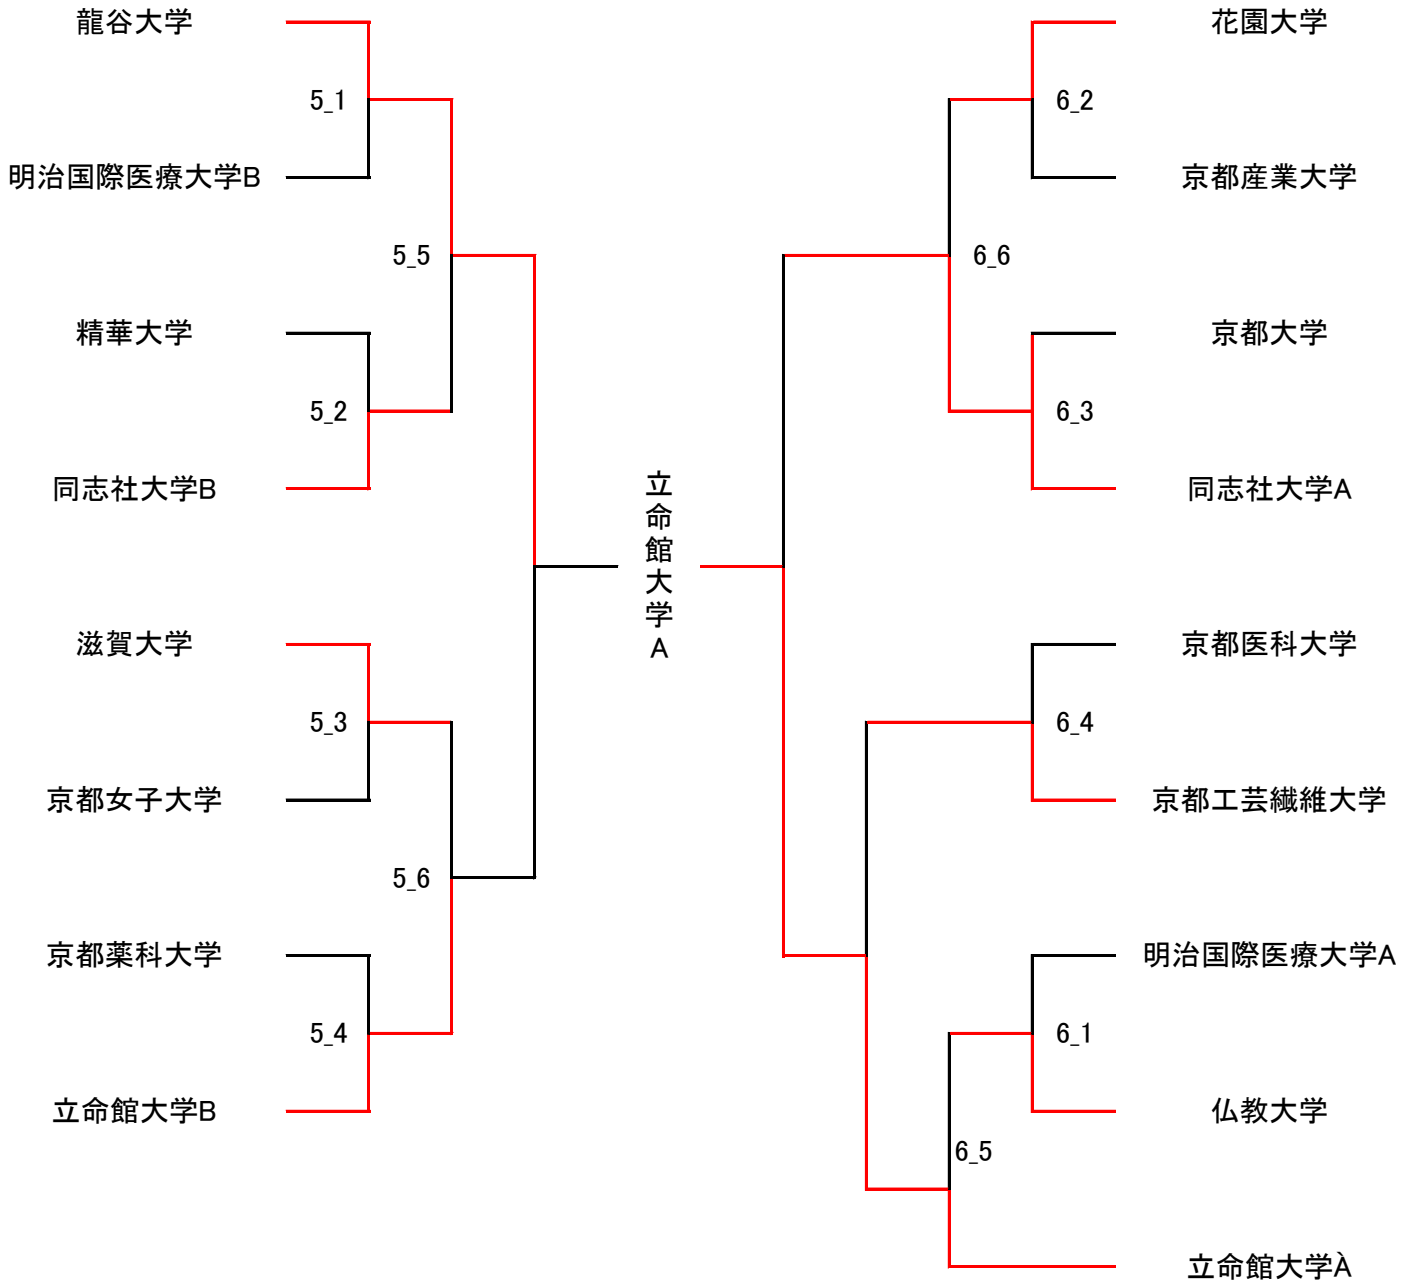 龍谷大学
5_1
明治国際医療大学B
5_5
精華大学
5_2
同志社大学B
滋賀大学
5_3
京都女子大学
5_6
京都薬科大学
5_4
立命館大学B
立命館大学A
花園大学
6_2
京都産業大学
6_6
京都大学
6_3
同志社大学A
京都医科大学
6_4
京都工芸繊維大学
明治国際医療大学A
6_1
仏教大学
6_5
立命館大学À